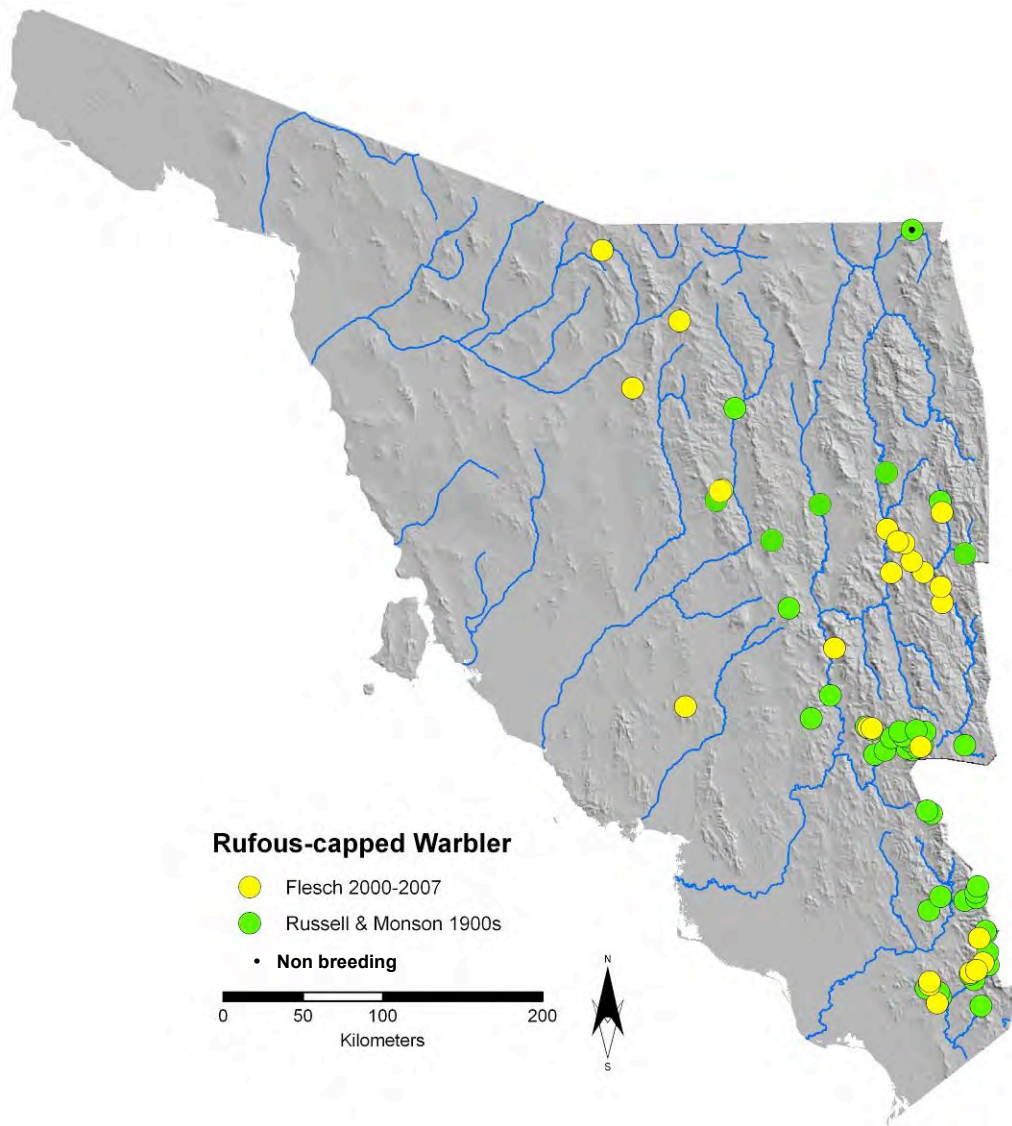 N
S
Rufous-capped Warbler
Flesch 2000-2007
Russell & Monson 1900s
Non breeding
0 50 100 200
Kilometers